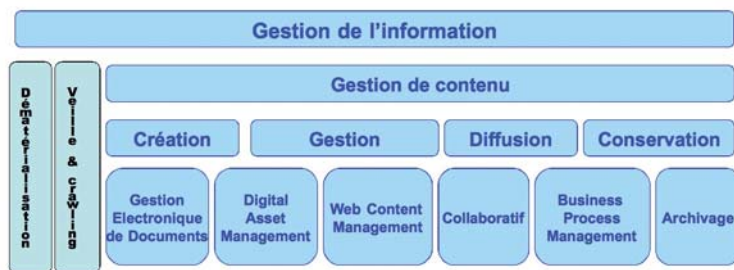 Gestion de l'information
Dématérialisation
Veille & crawling
Gestion de contenu
Création
Gestion
Diffusion
Conservation
Gestion
Electronique
de Documents
Digital
Asset
Management
Web Content
Management
Collaboratif
Business
Process
Management
Archivage